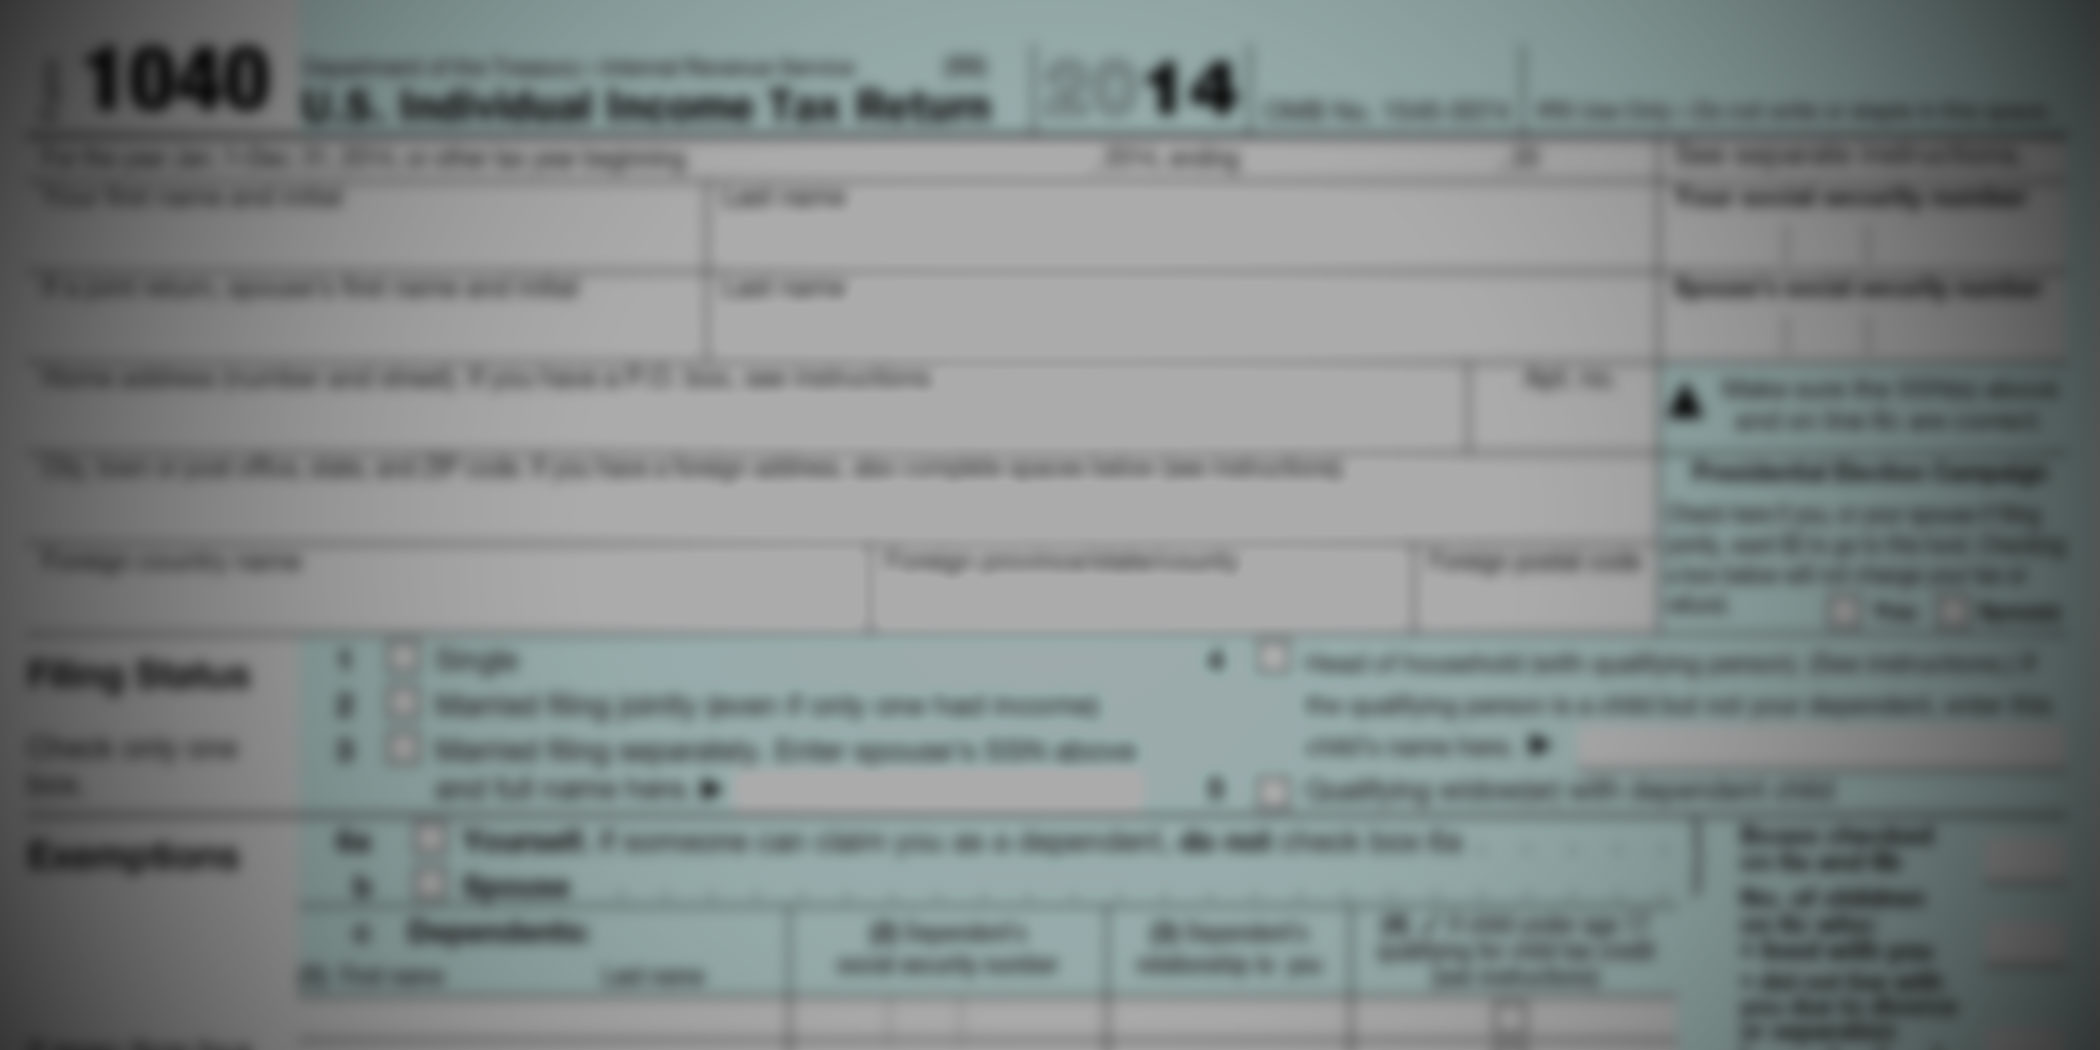 1040
Department of the Treasury—Internal Revenue Service (99)
U.S. Individual Income Tax Return
2014
OMB No. 1545-0074
IRS Use Only—Do not write or staple in this space.
For the year Jan. 1–Dec. 31, 2014, or other tax year beginning , 2014, ending , 20
See separate instructions.
Your first name and initial
Last name
Your social security number
If a joint return, spouse's first name and initial
Last name
Spouse's social security number
Home address (number and street). If you have a P.O. box, see instructions.
Apt. no.
▲ Make sure the SSN(s) above
and on line 6c are correct.
City, town or post office, state, and ZIP code. If you have a foreign address, also complete spaces below (see instructions).
Presidential Election Campaign
Check here if you, or your spouse if filing
jointly, want $3 to go to this fund. Checking
a box below will not change your tax or
refund. You Spouse
Foreign country name
Foreign province/state/county
Foreign postal code
Filing Status
Check only one
box.
1 Single
2 Married filing jointly (even if only one had income)
3 Married filing separately. Enter spouse's SSN above
and full name here. ▶
4 Head of household (with qualifying person). (See instructions.) If
the qualifying person is a child but not your dependent, enter this
child's name here. ▶
5 Qualifying widow(er) with dependent child
Exemptions
6a Yourself. If someone can claim you as a dependent, do not check box 6a
b Spouse
c Dependents:
(1) First name Last name
(2) Dependent's
social security number
(3) Dependent's
relationship to you
(4) ✓ if child under age 17
qualifying for child tax credit
(see instructions)
Boxes checked
on 6a and 6b
No. of children
on 6c who:
• lived with you
• did not live with
you due to divorce
or separation